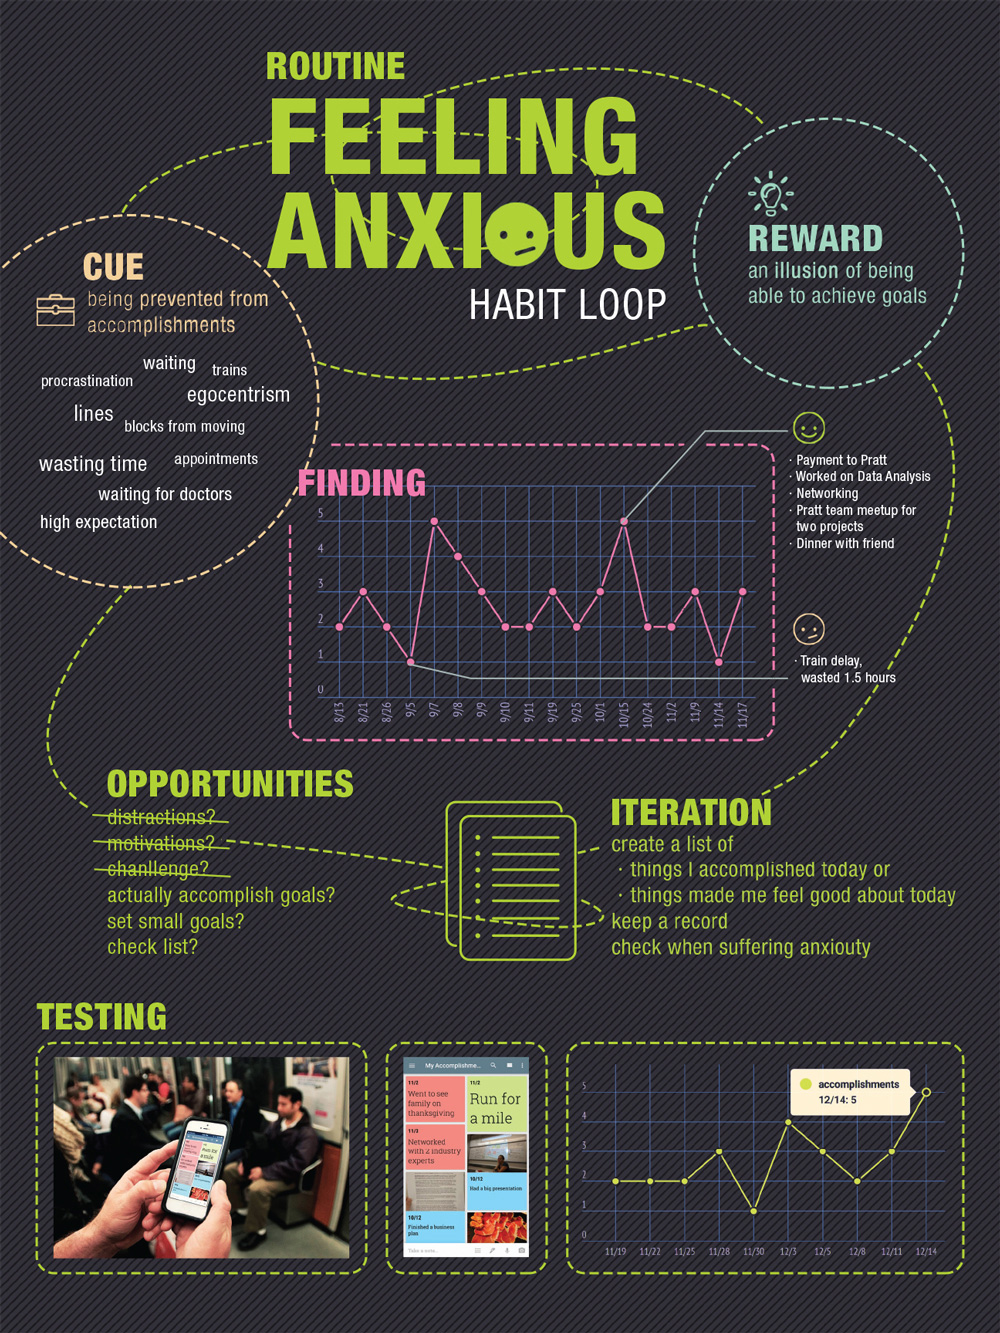 ROUTINE
FEELING
ANXIOUS
HABIT LOOP
CUE
being prevented from
accomplishments
waiting
trains
procrastination
egocentrism
lines
blocks from moving
wasting time
appointments
waiting for doctors
high expectation
REWARD
an illusion of being
able to achieve goals
FINDING
5
4
3
2
1
0
8/13 8/21 8/26 9/5 9/7 9/8 9/9 9/10 9/11 9/19 9/25 10/1 10/15 10/24 11/2 11/9 11/14 11/17
· Payment to Pratt
· Worked on Data Analysis
· Networking
· Pratt team meetup for
two projects
· Dinner with friend
· Train delay,
wasted 1.5 hours
OPPORTUNITIES
distractions?
motivations?
chanllenge?
actually accomplish goals?
set small goals?
check list?
ITERATION
create a list of
· things I accomplished today or
· things made me feel good about today
keep a record
check when suffering anxiouty
TESTING
My Accomplishme...
11/2
Went to see
family on
thanksgiving
11/2
Run for
a mile
11/3
Networked
with 2 industry
experts
10/12
Had a big presentation
10/12
Finished a business
plan
Take a note...
5
4
3
2
1
0
accomplishments
12/14: 5
11/19 11/22 11/25 11/28 11/30 12/3 12/5 12/8 12/11 12/14